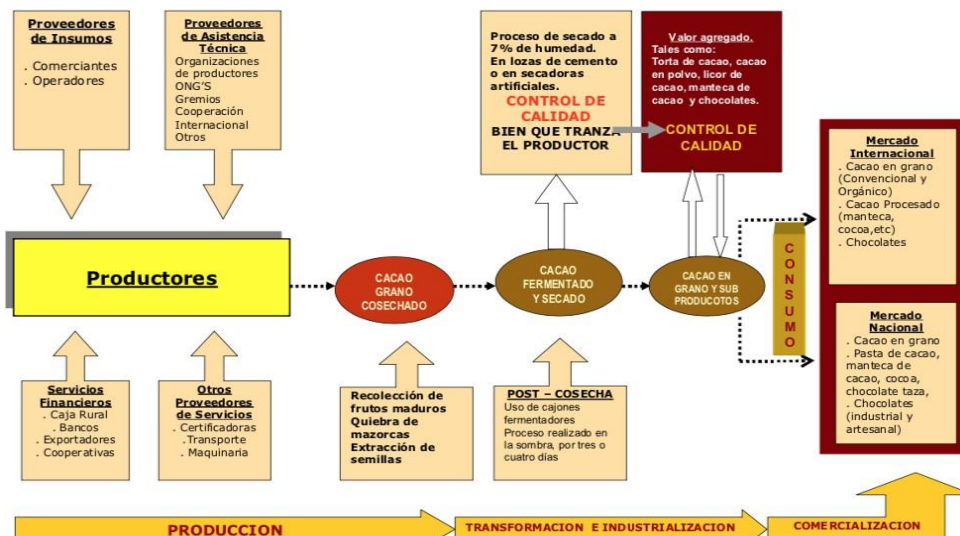 Proveedores
de Insumos
. Comerciantes
. Operadores
Proveedores
de Asistencia
Técnica
Organizaciones
de productores
ONG'S
Gremios
Cooperación
Internacional
Otros
Proceso de secado a
7% de humedad.
En lozas de cemento
o en secadoras
artificiales.
CONTROL DE
CALIDAD
BIEN QUE TRANZA
EL PRODUCTOR
Valor agregado.
Tales como:
Torta de cacao, cacao
en polvo, licor de
cacao, manteca de
cacao y chocolates.
CONTROL DE
CALIDAD
Mercado
Internacional
. Cacao en grano
(Convencional y
Orgánico)
. Cacao Procesado
(manteca,
cocoa,etc)
. Chocolates
Productores
CACAO
GRANO
COSECHADO
CACAO
FERMENTADO
Y SECADO
CACAO EN
GRANO Y SUB
PRODUCOTOS
CONSUMO
Mercado
Nacional
. Cacao en grano
. Pasta de cacao,
manteca de
cacao, cocoa,
chocolate taza,
. Chocolates
(industrial y
artesanal)
Servicios
Financieros
. Caja Rural
. Bancos
. Exportadores
. Cooperativas
Otros
Proveedores
de Servicios
. Certificadoras
.Transporte
. Maquinaria
Recolección de
frutos maduros
Quiebra de
mazorcas
Extracción de
semillas
POST – COSECHA
Uso de cajones
fermentadores
Proceso realizado en
la sombra, por tres o
cuatro días
PRODUCCION
TRANSFORMACION E INDUSTRIALIZACION
COMERCIALIZACION